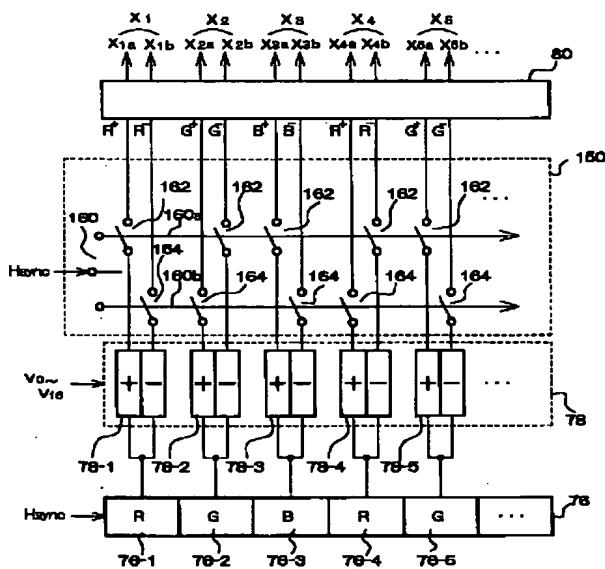 X1 X2 X3 X4 X5
X1a X1b X2a X2b X3a X3b X4a X4b X5a X5b ...
80
R+ R- G+ G- B+ B- R+ R- G+ G-
150
162 162 162 162 162 ...
160 160a
Hsync
164 160b 164 164 164 164
V0~
V16
+ - + - + - + - + - ...
78
78-1 78-2 78-3 78-4 78-5
Hsync
R G B R G ...
76
76-1 76-2 76-3 76-4 76-5